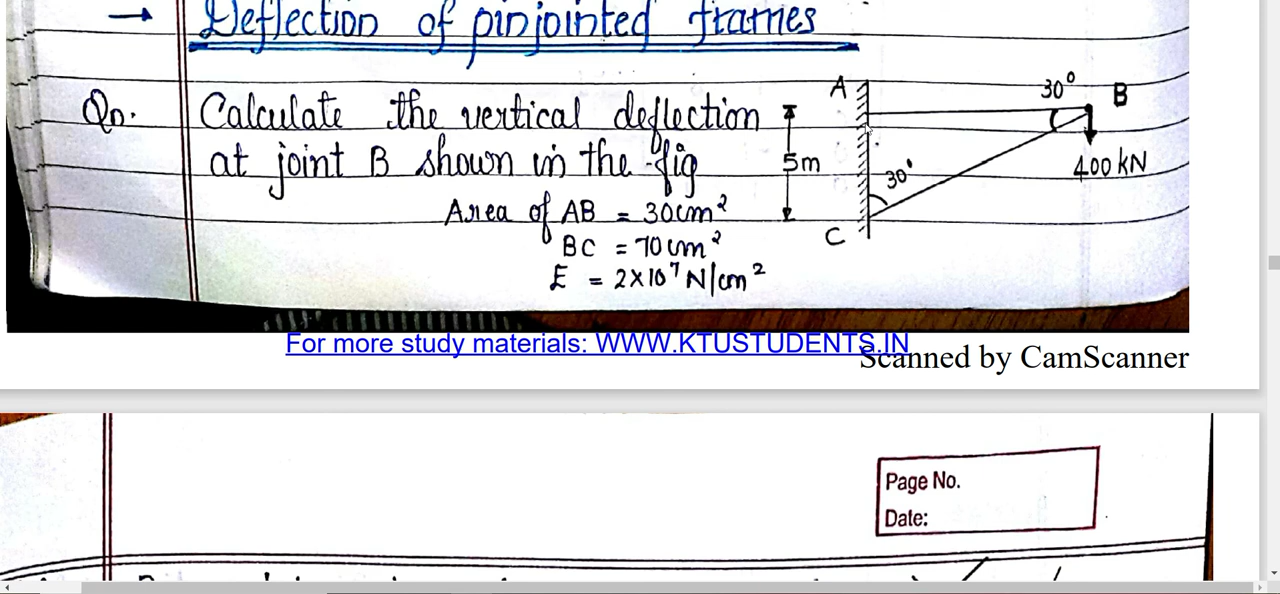 → Deflection of pinjointed frames
Qn. Calculate the vertical deflection
at joint B shown in the fig
Area of AB = 30cm²
BC = 70cm²
E = 2×10⁷ N/cm²
A
30°
B
5m
30°
400 kN
C
For more study materials: WWW.KTUSTUDENTS.IN
Scanned by CamScanner
Page No.
Date: